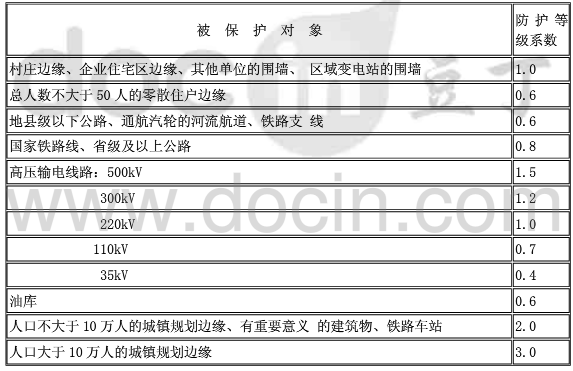 被 保 护 对 象
防 护 等
级系数
村庄边缘、企业住宅区边缘、其他单位的围墙、 区域变电站的围墙 1.0
总人数不大于 50 人的零散住户边缘 0.6
地县级以下公路、通航汽轮的河流航道、铁路支 线 0.6
国家铁路线、省级及以上公路 0.8
高压输电线路：500kV 1.5
300kV 1.2
220kV 1.0
110kV 0.7
35kV 0.4
油库 0.6
人口不大于 10 万人的城镇规划边缘、有重要意义 的建筑物、铁路车站 2.0
人口大于 10 万人的城镇规划边缘 3.0
docin 豆丁
www.docin.com